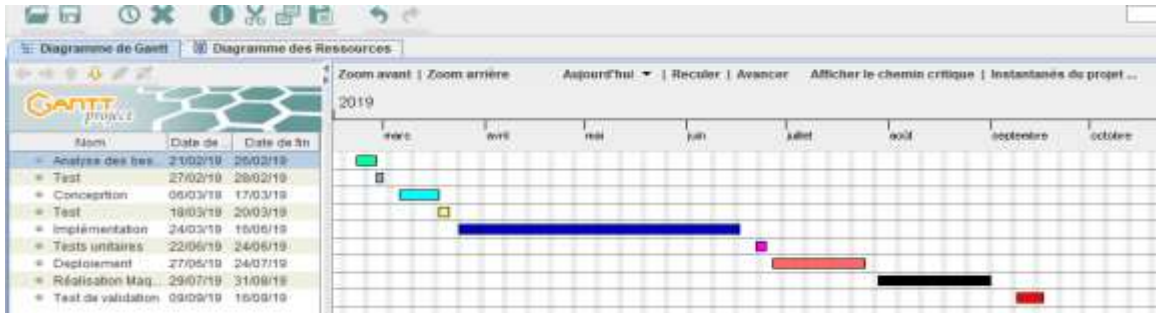 Diagramme de Gantt | Diagramme des Ressources
Zoom avant | Zoom arrière Aujourd'hui | Reculer | Avancer Afficher le chemin critique | Instantanés du projet ...
GANTT project
2019
mars avril mai juin juillet août septembre octobre
Nom Date de ... Date de fin
Analyse des bes... 21/02/19 26/02/19
Test 27/02/19 28/02/19
Conceprtion 06/03/19 17/03/19
Test 18/03/19 20/03/19
Implémentation 24/03/19 16/06/19
Tests unitaires 22/06/19 24/06/19
Deploiement 27/06/19 24/07/19
Réalisation Maq... 29/07/19 31/08/19
Test de validation 09/09/19 16/09/19